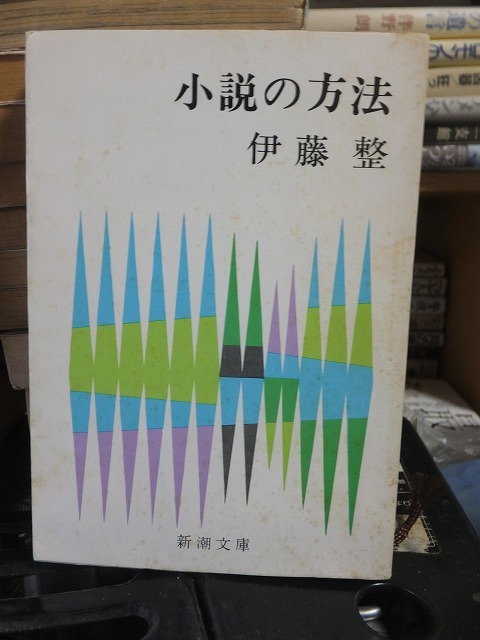 小説の方法
伊藤 整
新潮文庫